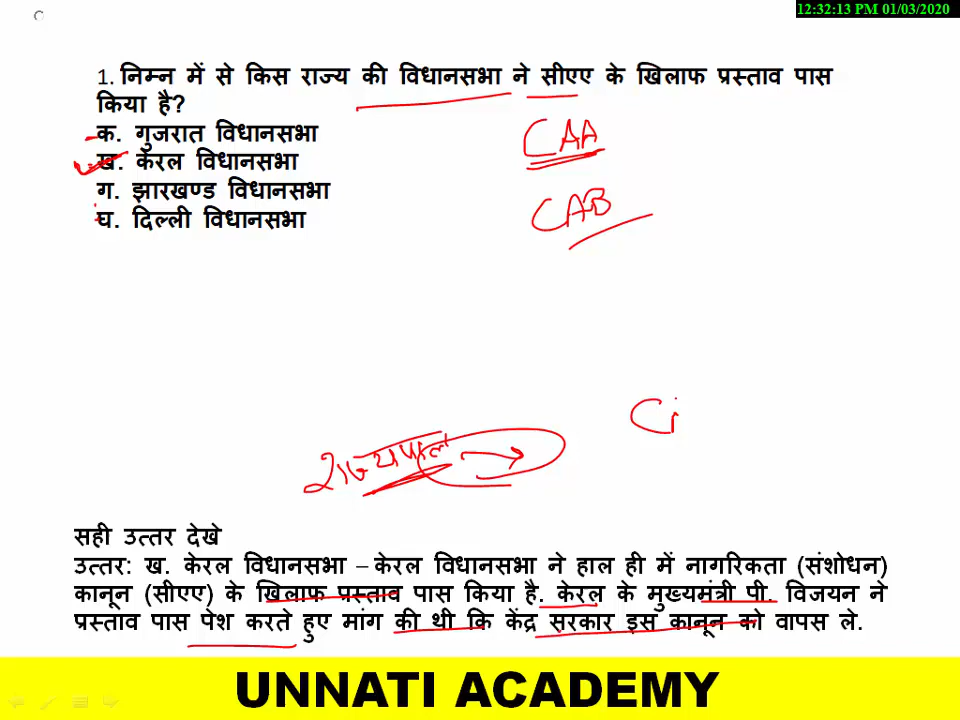 12:32:13 PM 01/03/2020
1. निम्न में से किस राज्य की विधानसभा ने सीएए के खिलाफ प्रस्ताव पास
किया है?
क. गुजरात विधानसभा
CAA
ख. केरल विधानसभा
ग. झारखण्ड विधानसभा
CAB
घ. दिल्ली विधानसभा
राज्यपाल
सही उत्तर देखे
उत्तर: ख. केरल विधानसभा – केरल विधानसभा ने हाल ही में नागरिकता (संशोधन)
कानून (सीएए) के खिलाफ प्रस्ताव पास किया है. केरल के मुख्यमंत्री पी. विजयन ने
प्रस्ताव पास पेश करते हुए मांग की थी कि केंद्र सरकार इस कानून को वापस ले.
UNNATI ACADEMY